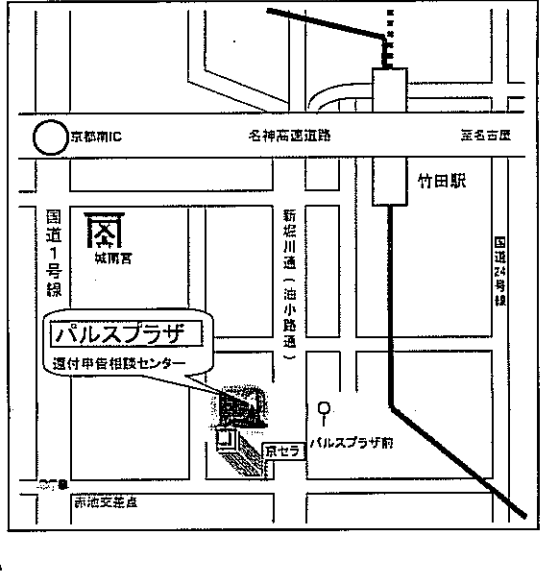 京都南IC
名神高速道路
至名古屋
竹田駅
国道1号線
城南宮
新堀川通(油小路通)
国道24号線
パルスプラザ
還付申告相談センター
京セラ
パルスプラザ前
赤池交差点